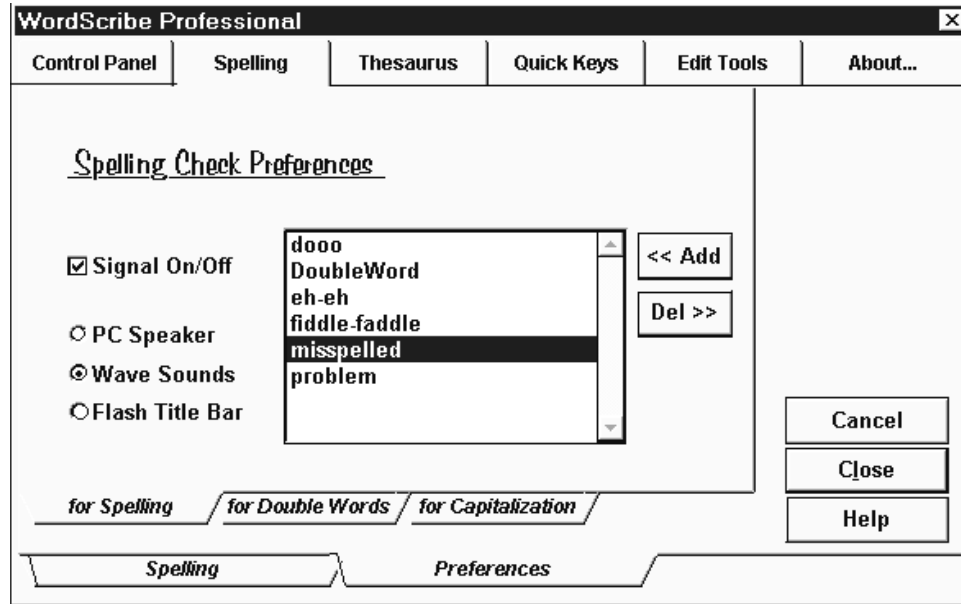 WordScribe Professional
Control Panel Spelling Thesaurus Quick Keys Edit Tools About...
Spelling Check Preferences
Signal On/Off
PC Speaker
Wave Sounds
Flash Title Bar
dooo
DoubleWord
eh-eh
fiddle-faddle
misspelled
problem
<< Add
Del >>
Cancel
Close
Help
for Spelling for Double Words for Capitalization
Spelling Preferences